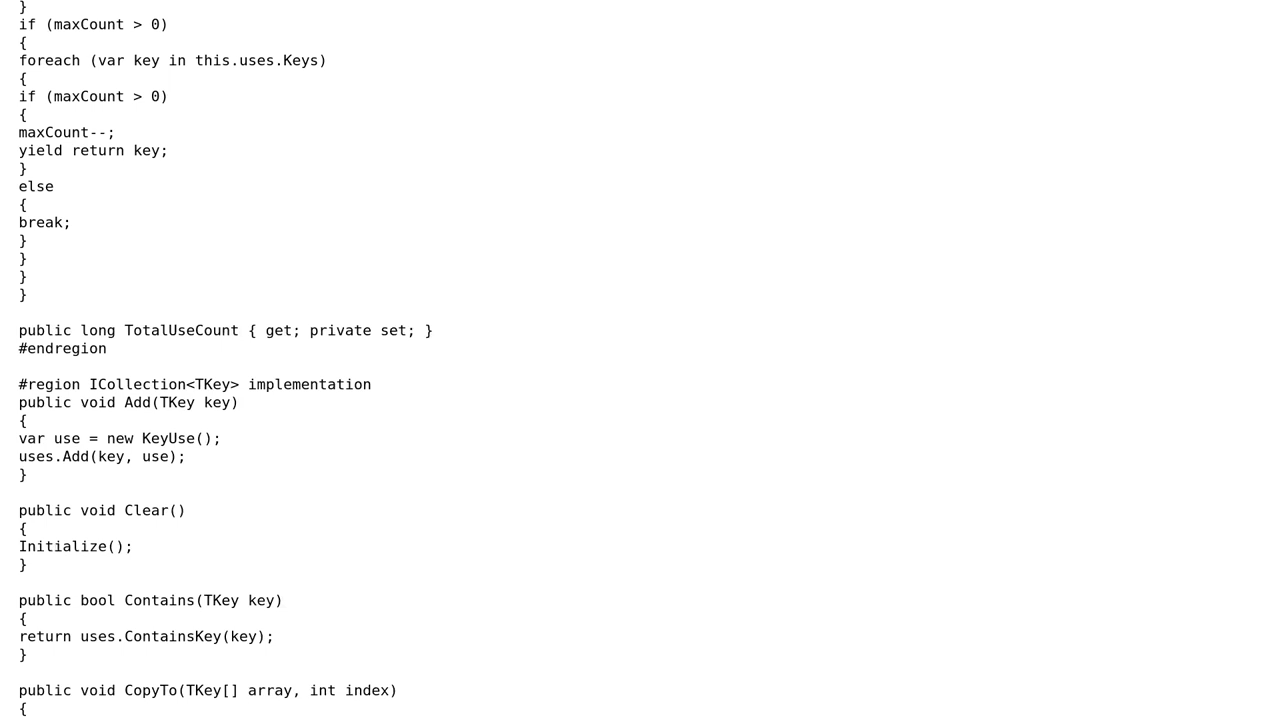 }
if (maxCount > 0)
{
foreach (var key in this.uses.Keys)
{
if (maxCount > 0)
{
maxCount--;
yield return key;
}
else
{
break;
}
}
}
}

public long TotalUseCount { get; private set; }
#endregion

#region ICollection<TKey> implementation
public void Add(TKey key)
{
var use = new KeyUse();
uses.Add(key, use);
}

public void Clear()
{
Initialize();
}

public bool Contains(TKey key)
{
return uses.ContainsKey(key);
}

public void CopyTo(TKey[] array, int index)
{